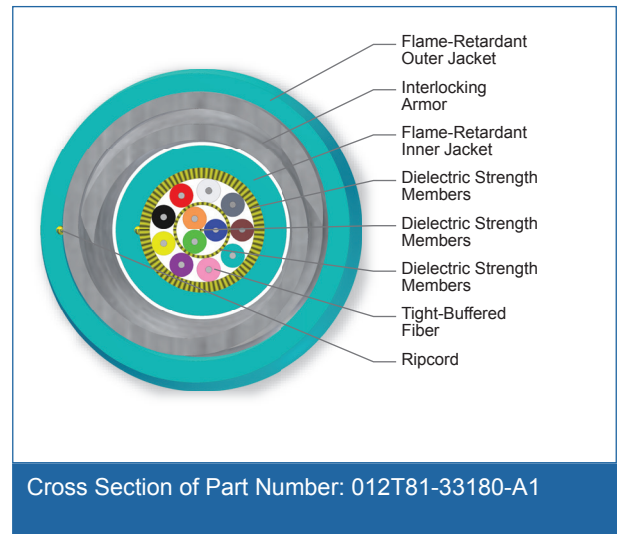 Flame-Retardant
Outer Jacket
Interlocking
Armor
Flame-Retardant
Inner Jacket
Dielectric Strength
Members
Dielectric Strength
Members
Dielectric Strength
Members
Tight-Buffered
Fiber
Ripcord
Cross Section of Part Number: 012T81-33180-A1